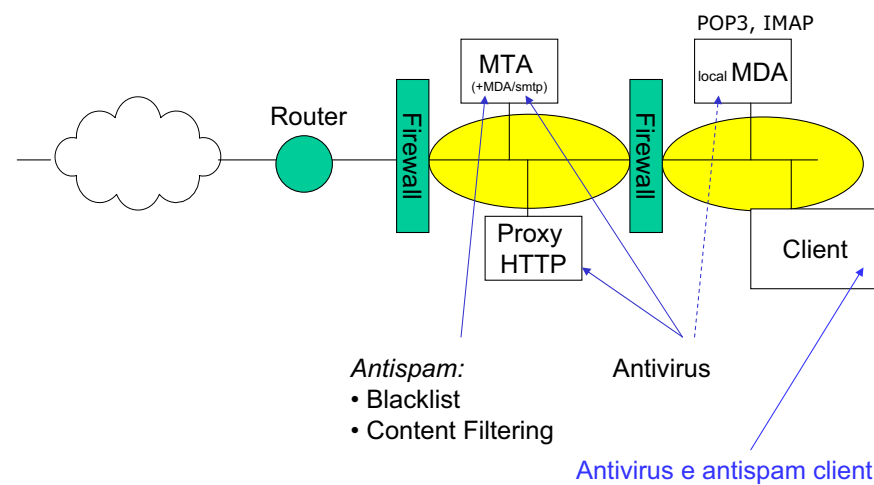 POP3, IMAP
MTA
(+MDA/smtp)
local MDA
Router
Firewall
Firewall
Proxy
HTTP
Client
Antispam:
• Blacklist
• Content Filtering
Antivirus
Antivirus e antispam client